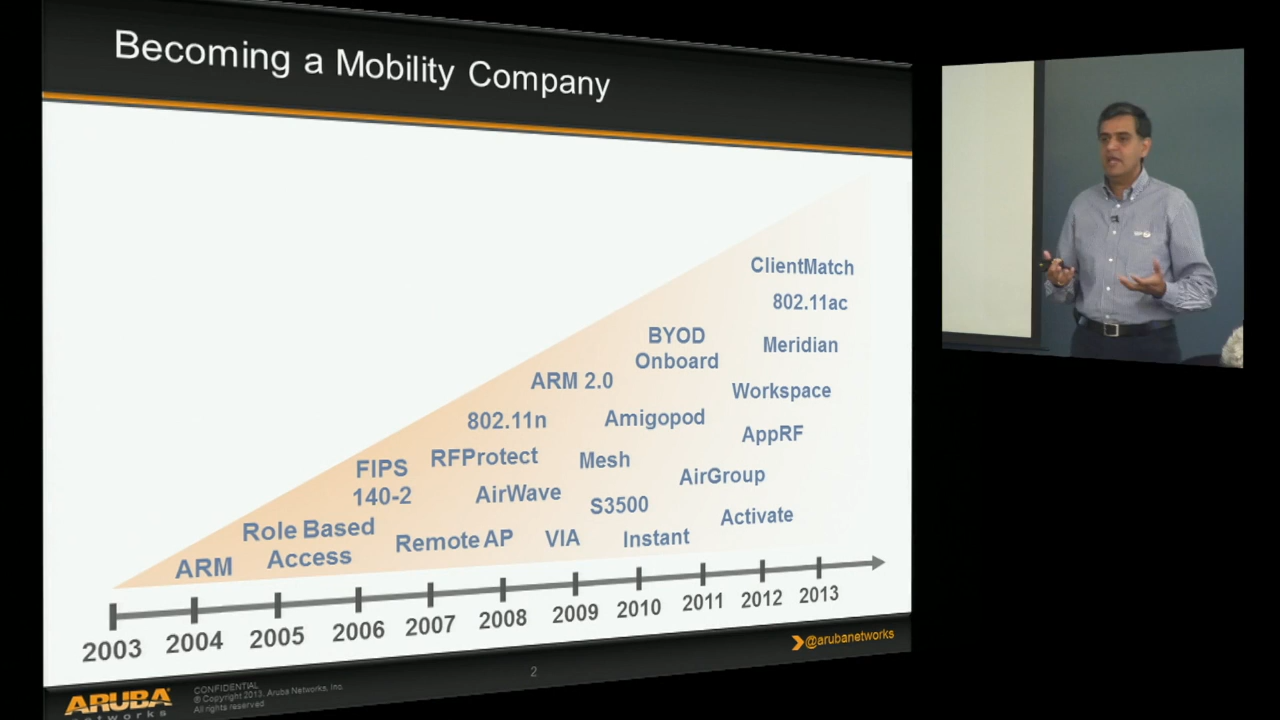 Becoming a Mobility Company
ClientMatch
802.11ac
BYOD
Onboard
Meridian
ARM 2.0
Workspace
802.11n
Amigopod
AppRF
FIPS
140-2
RFProtect
Mesh
AirGroup
AirWave
S3500
Activate
Role Based
Access
Remote AP
VIA
Instant
ARM
2003
2004
2005
2006
2007
2008
2009
2010
2011
2012
2013
@arubanetworks
2
ARUBA
networks
CONFIDENTIAL
© Copyright 2013. Aruba Networks, Inc.
All rights reserved